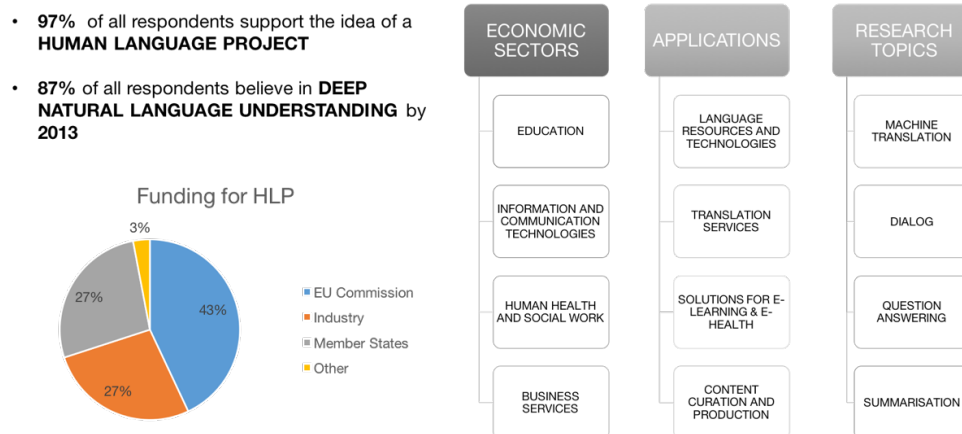 • 97% of all respondents support the idea of a
HUMAN LANGUAGE PROJECT
• 87% of all respondents believe in DEEP
NATURAL LANGUAGE UNDERSTANDING by
2013
Funding for HLP
3%
27%
43%
27%
EU Commission
Industry
Member States
Other
ECONOMIC
SECTORS
EDUCATION
INFORMATION AND
COMMUNICATION
TECHNOLOGIES
HUMAN HEALTH
AND SOCIAL WORK
BUSINESS
SERVICES
APPLICATIONS
LANGUAGE
RESOURCES AND
TECHNOLOGIES
TRANSLATION
SERVICES
SOLUTIONS FOR E-
LEARNING & E-
HEALTH
CONTENT
CURATION AND
PRODUCTION
RESEARCH
TOPICS
MACHINE
TRANSLATION
DIALOG
QUESTION
ANSWERING
SUMMARISATION